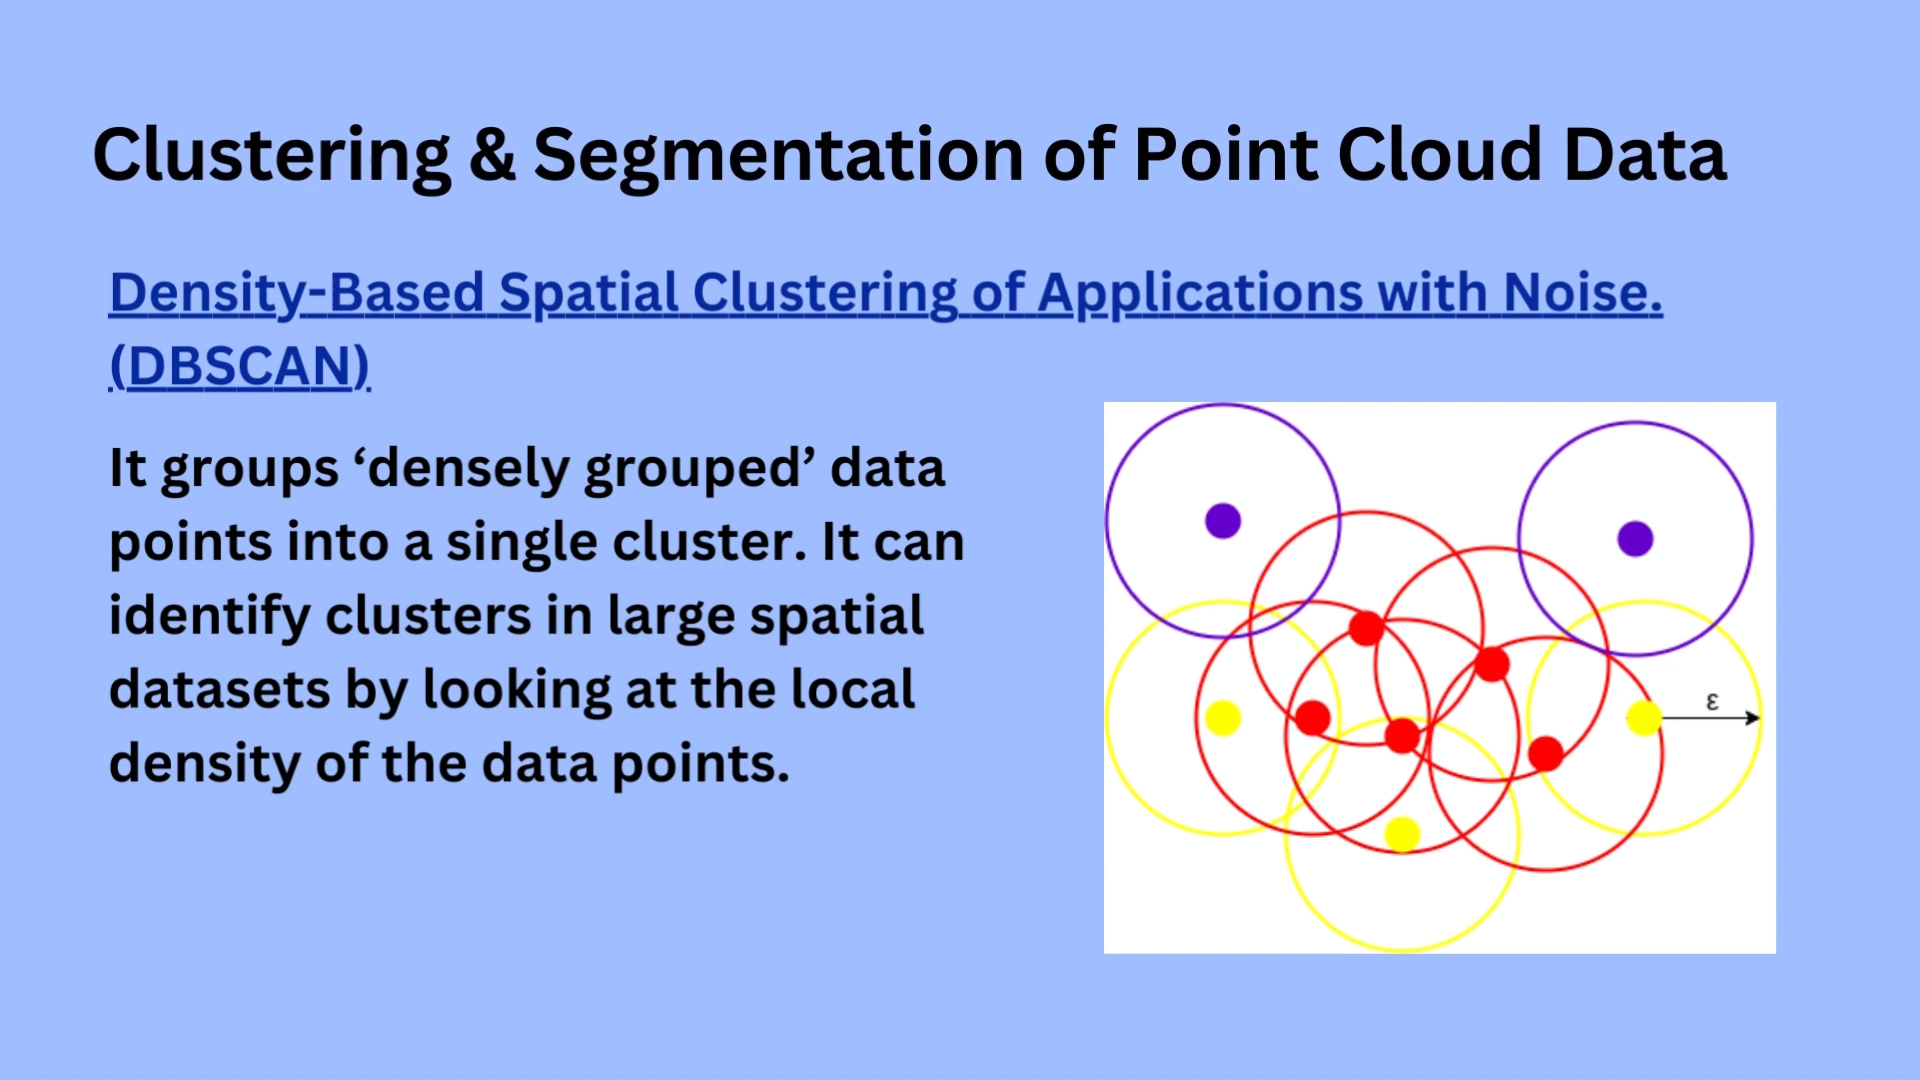 Clustering & Segmentation of Point Cloud Data
Density-Based Spatial Clustering of Applications with Noise.
(DBSCAN)
It groups ‘densely grouped’ data
points into a single cluster. It can
identify clusters in large spatial
datasets by looking at the local
density of the data points.
ε